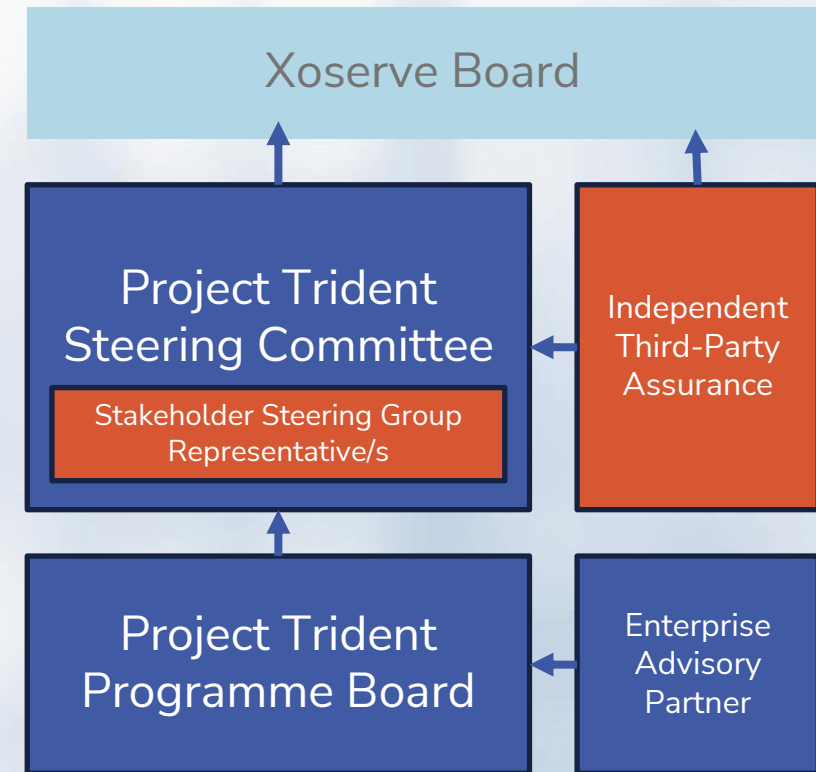 Xoserve Board
Project Trident
Steering Committee
Stakeholder Steering Group
Representative/s
Independent
Third-Party
Assurance
Project Trident
Programme Board
Enterprise
Advisory
Partner